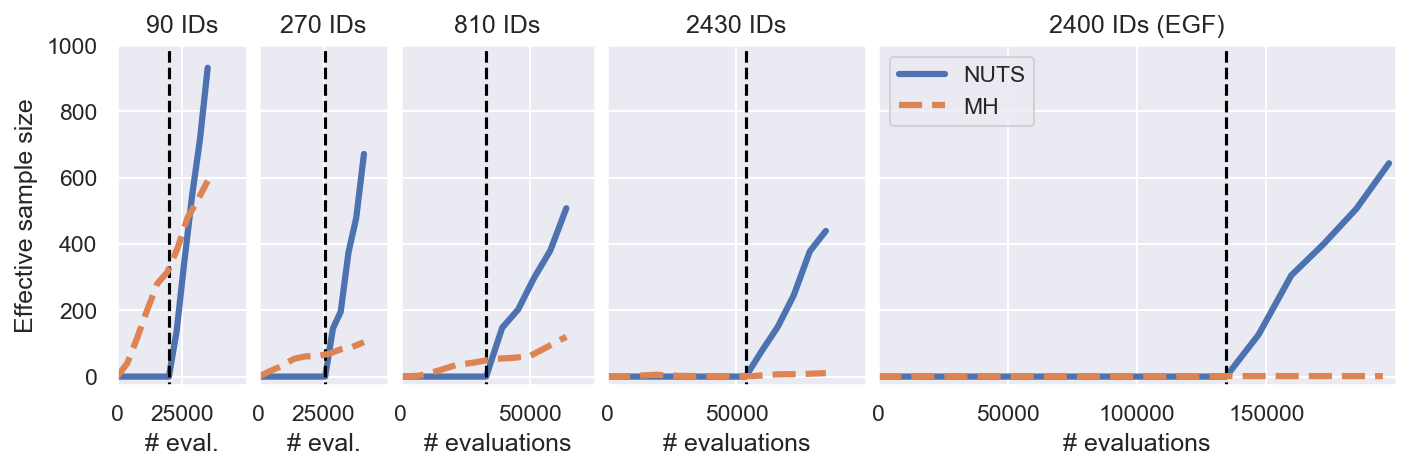 90 IDs
270 IDs
810 IDs
2430 IDs
2400 IDs (EGF)
Effective sample size
1000
800
600
400
200
0
NUTS
MH
0 25000
0 25000
0 50000
0 50000
0 50000 100000 150000
# eval.
# eval.
# evaluations
# evaluations
# evaluations